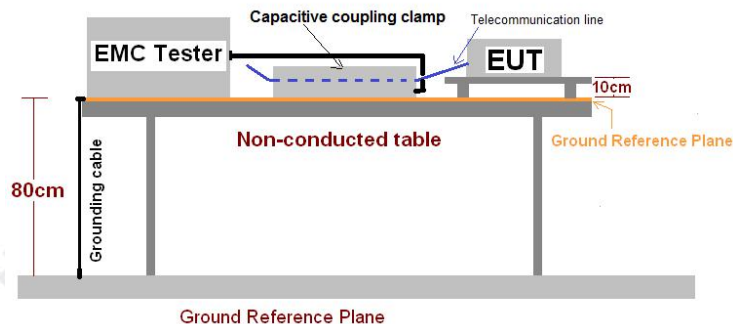 Capacitive coupling clamp
Telecommunication line
EMC Tester
EUT
10cm
Non-conducted table
Ground Reference Plane
80cm
Grounding cable
Ground Reference Plane